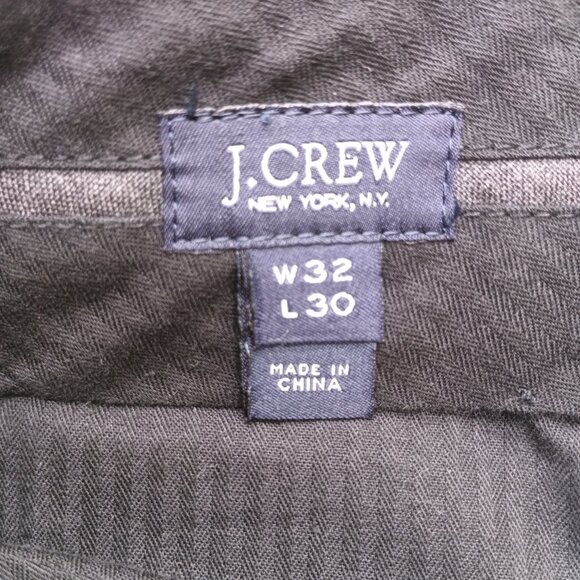 J.CREW
NEW YORK, N.Y.
W32
L30
MADE IN
CHINA